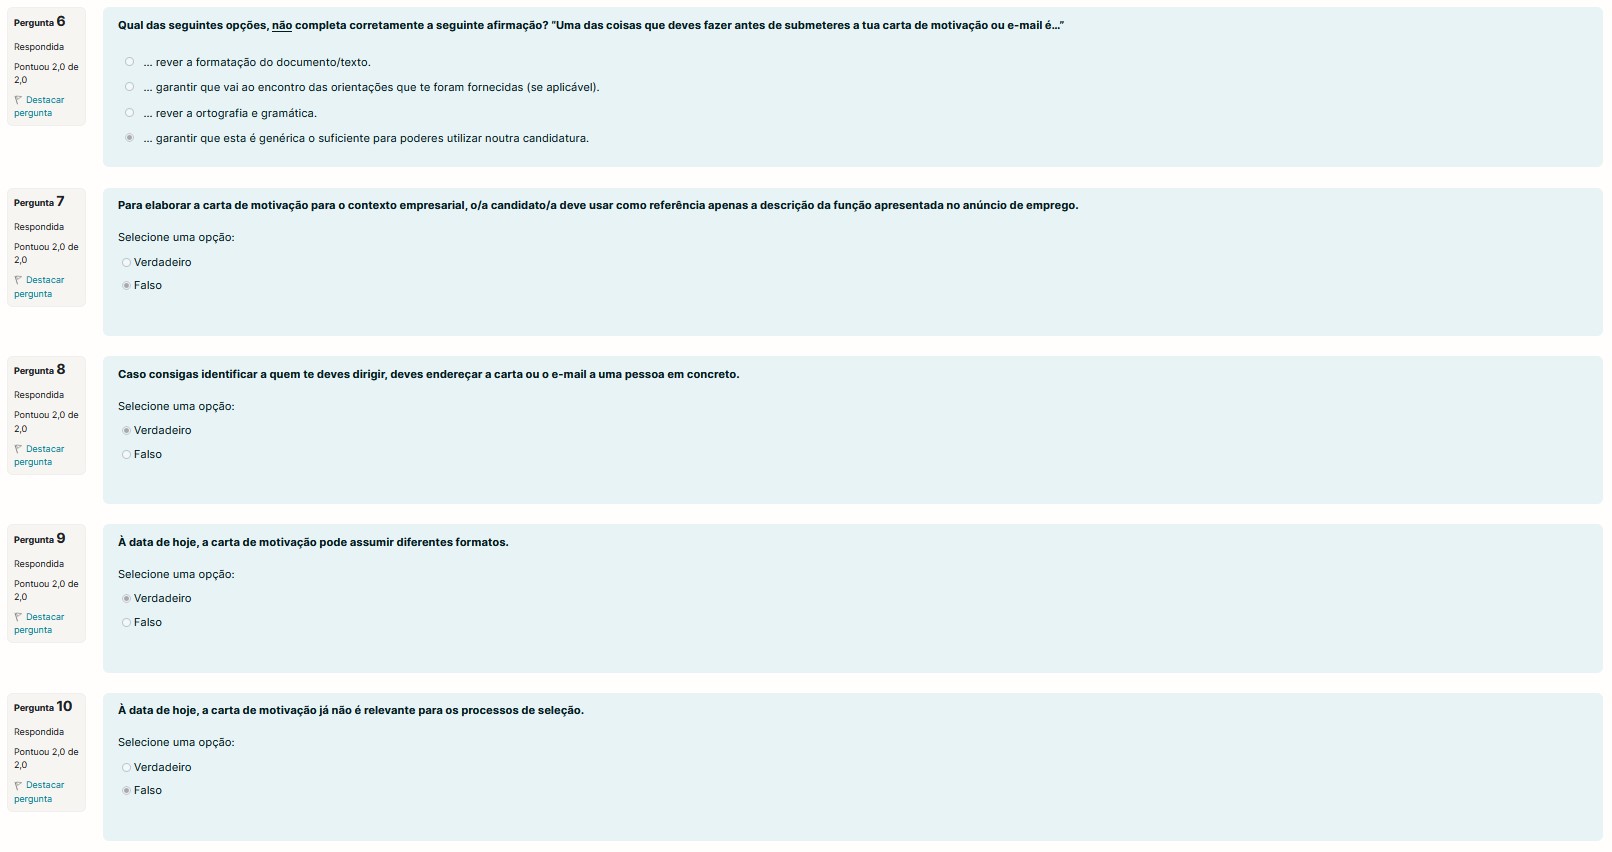 Pergunta 6
Respondida
Pontuou 2,0 de
2,0
Destacar
pergunta
Qual das seguintes opções, não completa corretamente a seguinte afirmação? "Uma das coisas que deves fazer antes de submeteres a tua carta de motivação ou e-mail é..."
... rever a formatação do documento/texto.
... garantir que vai ao encontro das orientações que te foram fornecidas (se aplicável).
... rever a ortografia e gramática.
... garantir que esta é genérica o suficiente para poderes utilizar noutra candidatura.
Pergunta 7
Respondida
Pontuou 2,0 de
2,0
Destacar
pergunta
Para elaborar a carta de motivação para o contexto empresarial, o/a candidato/a deve usar como referência apenas a descrição da função apresentada no anúncio de emprego.
Selecione uma opção:
Verdadeiro
Falso
Pergunta 8
Respondida
Pontuou 2,0 de
2,0
Destacar
pergunta
Caso consigas identificar a quem te deves dirigir, deves endereçar a carta ou o e-mail a uma pessoa em concreto.
Selecione uma opção:
Verdadeiro
Falso
Pergunta 9
Respondida
Pontuou 2,0 de
2,0
Destacar
pergunta
À data de hoje, a carta de motivação pode assumir diferentes formatos.
Selecione uma opção:
Verdadeiro
Falso
Pergunta 10
Respondida
Pontuou 2,0 de
2,0
Destacar
pergunta
À data de hoje, a carta de motivação já não é relevante para os processos de seleção.
Selecione uma opção:
Verdadeiro
Falso